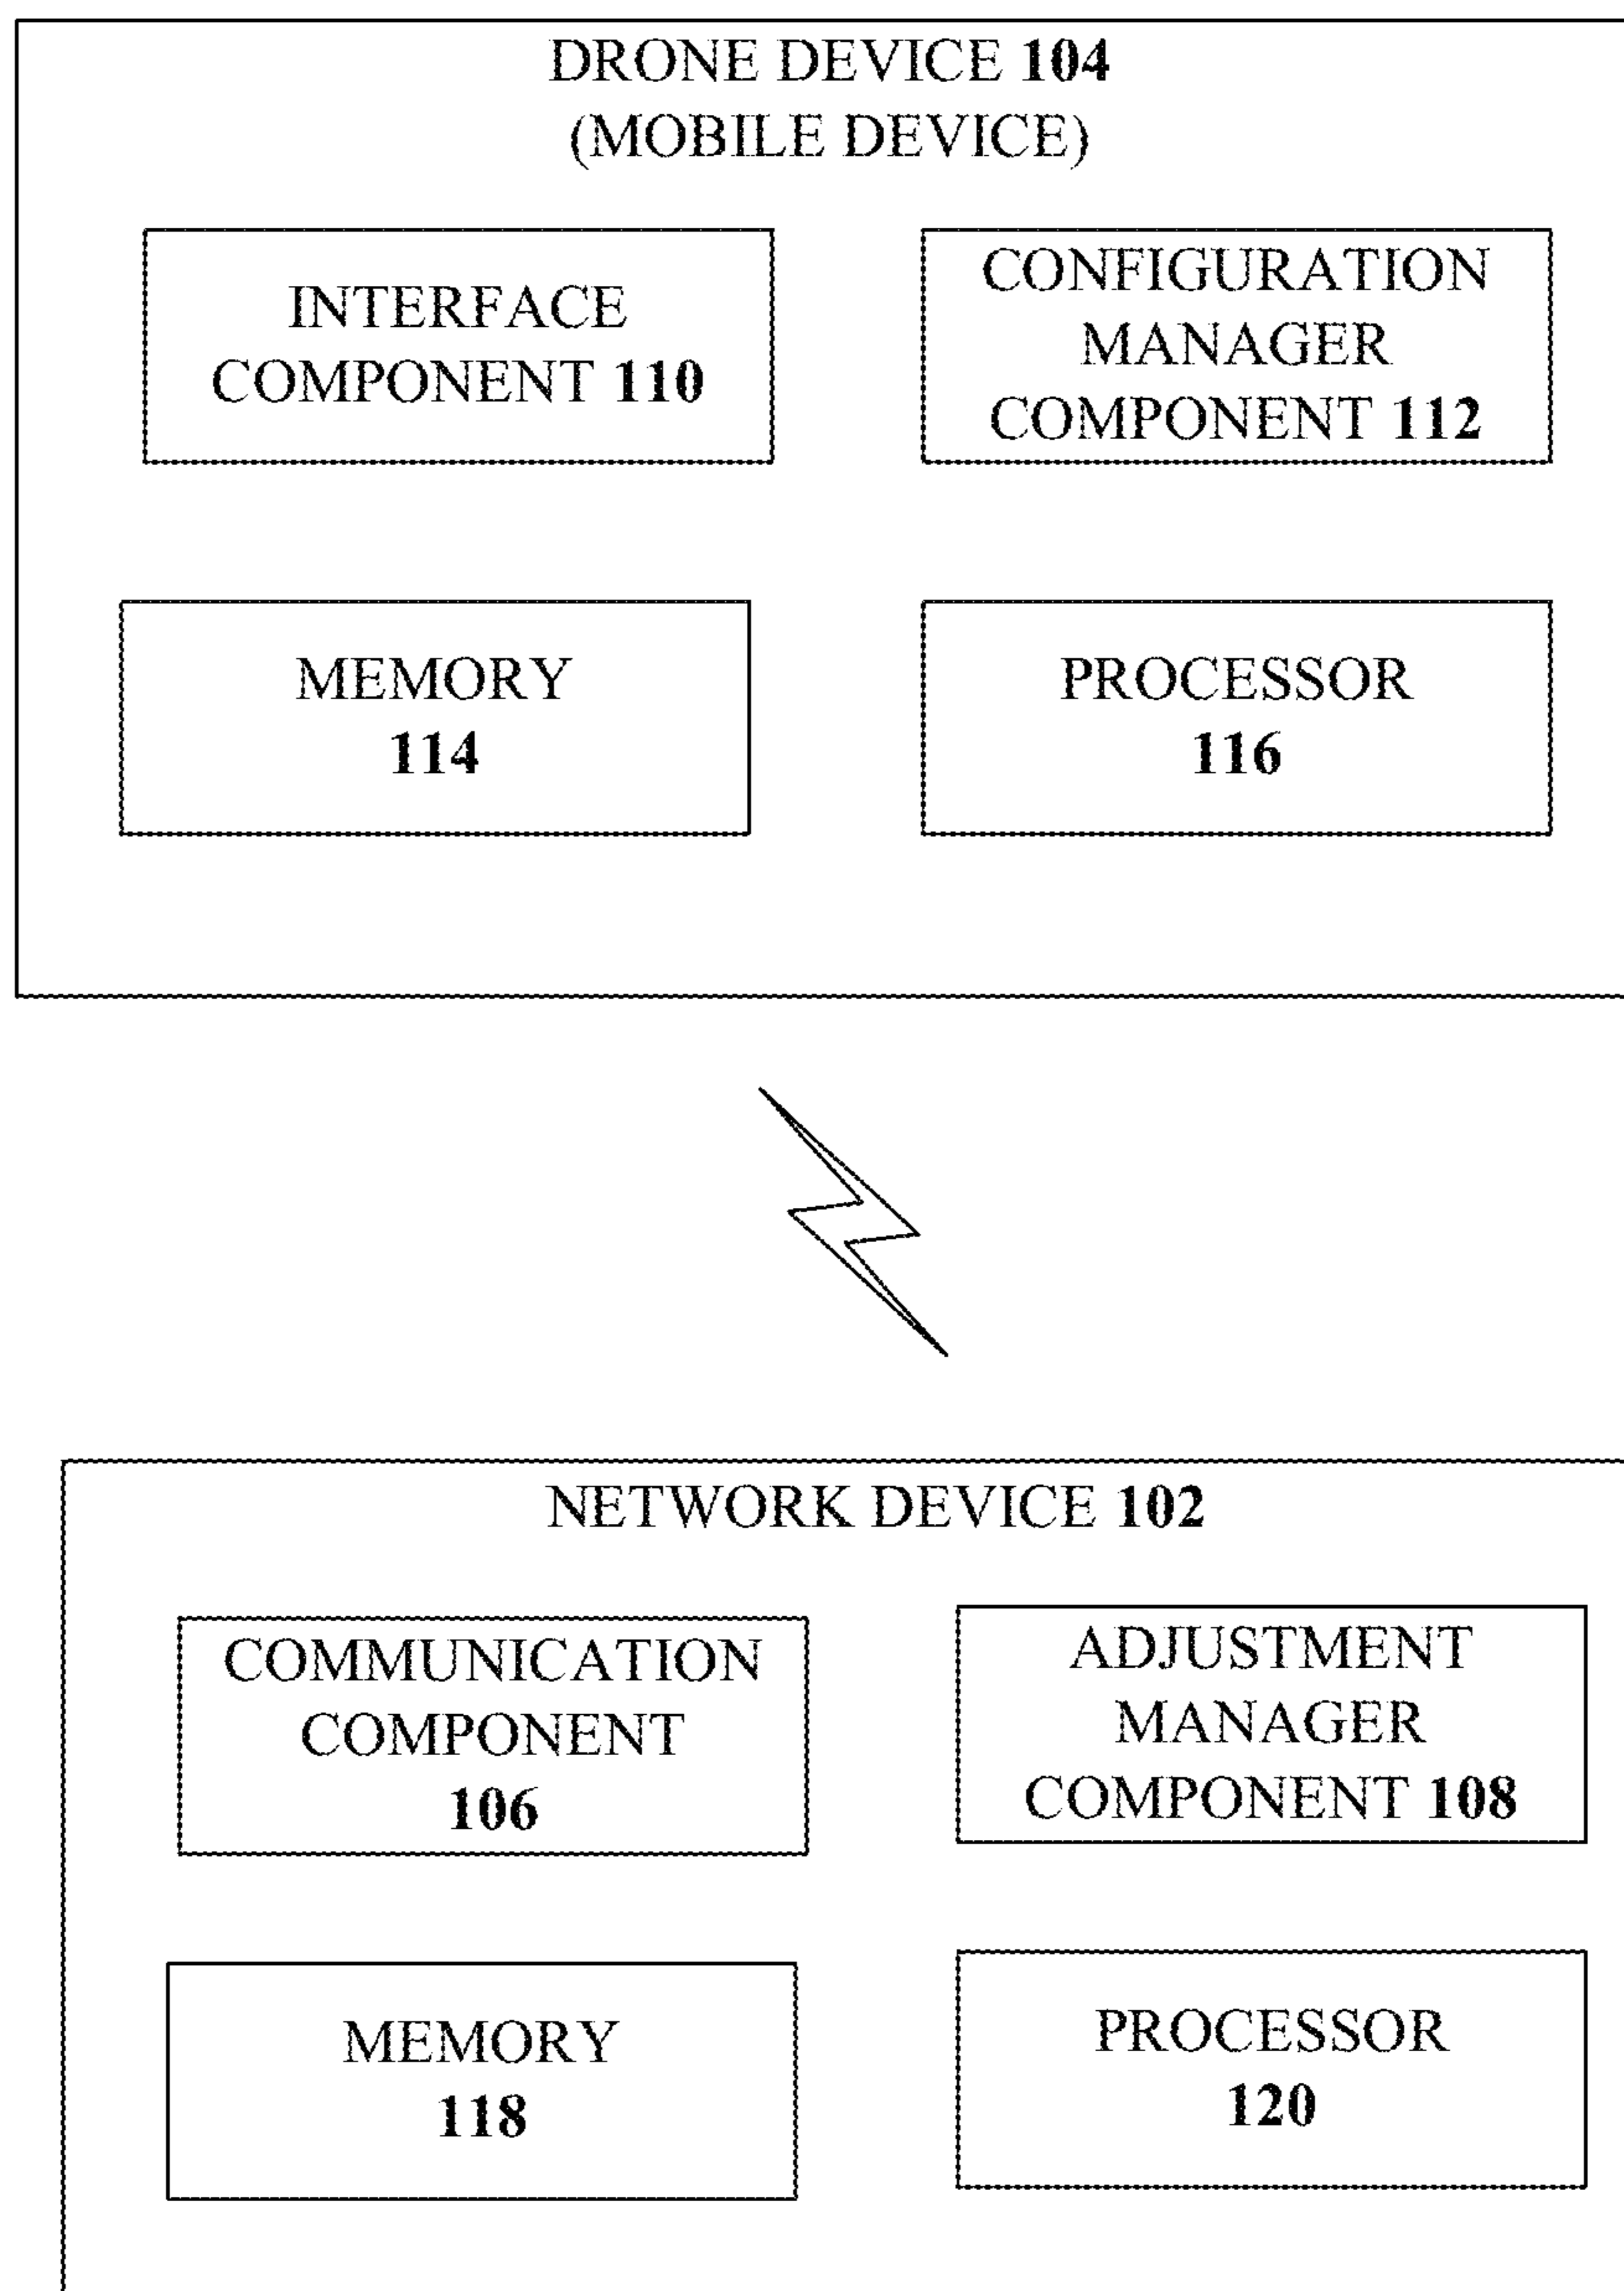 DRONE DEVICE 104
(MOBILE DEVICE)
INTERFACE
COMPONENT 110
CONFIGURATION
MANAGER
COMPONENT 112
MEMORY
114
PROCESSOR
116
NETWORK DEVICE 102
COMMUNICATION
COMPONENT
106
ADJUSTMENT
MANAGER
COMPONENT 108
MEMORY
118
PROCESSOR
120